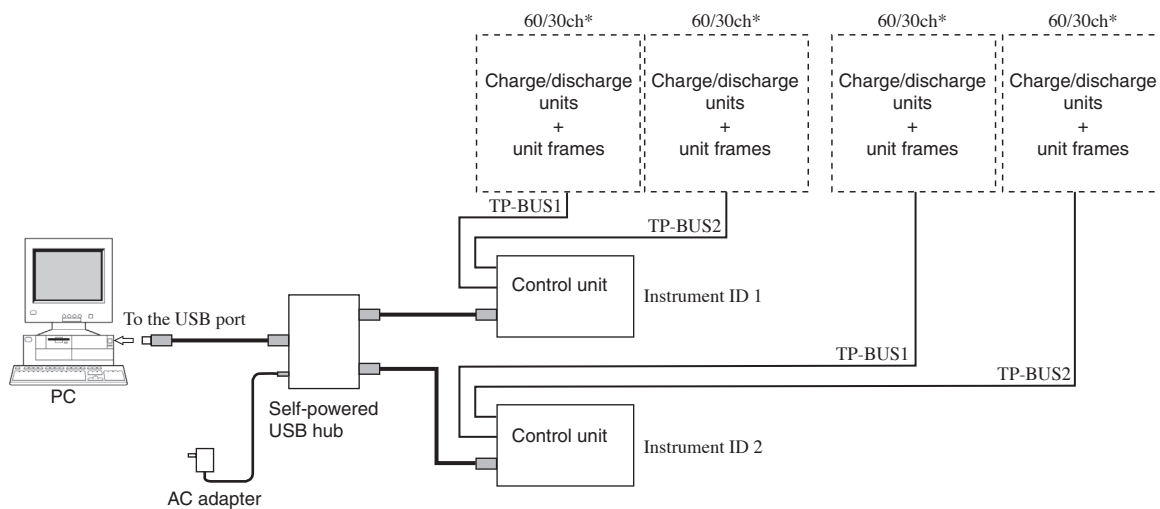 60/30ch*
60/30ch*
60/30ch*
60/30ch*
Charge/discharge
units
+
unit frames
Charge/discharge
units
+
unit frames
Charge/discharge
units
+
unit frames
Charge/discharge
units
+
unit frames
TP-BUS1
TP-BUS2
Control unit
Instrument ID 1
To the USB port
PC
Self-powered
USB hub
AC adapter
TP-BUS1
TP-BUS2
Control unit
Instrument ID 2